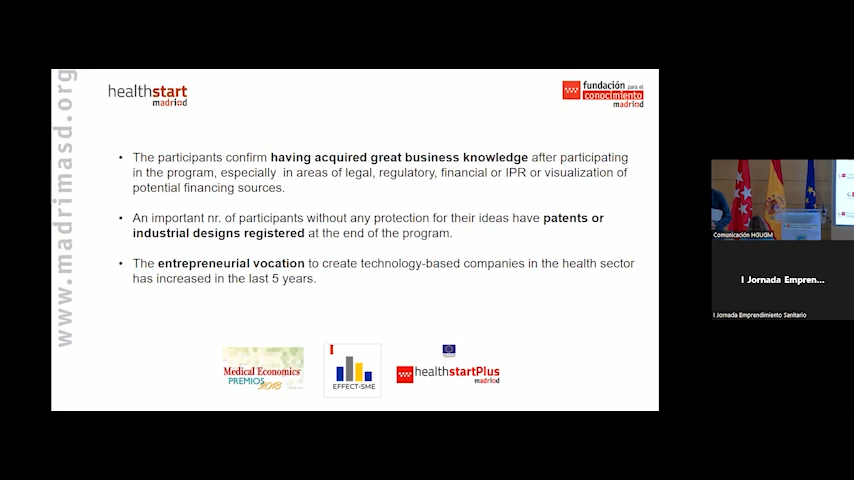 www.madrimasd.org
healthstart
madrid
fundación para el
conocimiento
madrid
• The participants confirm having acquired great business knowledge after participating
in the program, especially in areas of legal, regulatory, financial or IPR or visualization of
potential financing sources.
• An important nr. of participants without any protection for their ideas have patents or
industrial designs registered at the end of the program.
• The entrepreneurial vocation to create technology-based companies in the health sector
has increased in the last 5 years.
Medical Economics
PREMIOS 2018
EFFECT-SME
healthstartPlus
madrid
Comunicación HGUGM
I Jornada Empren...
I Jornada Emprendimiento Sanitario